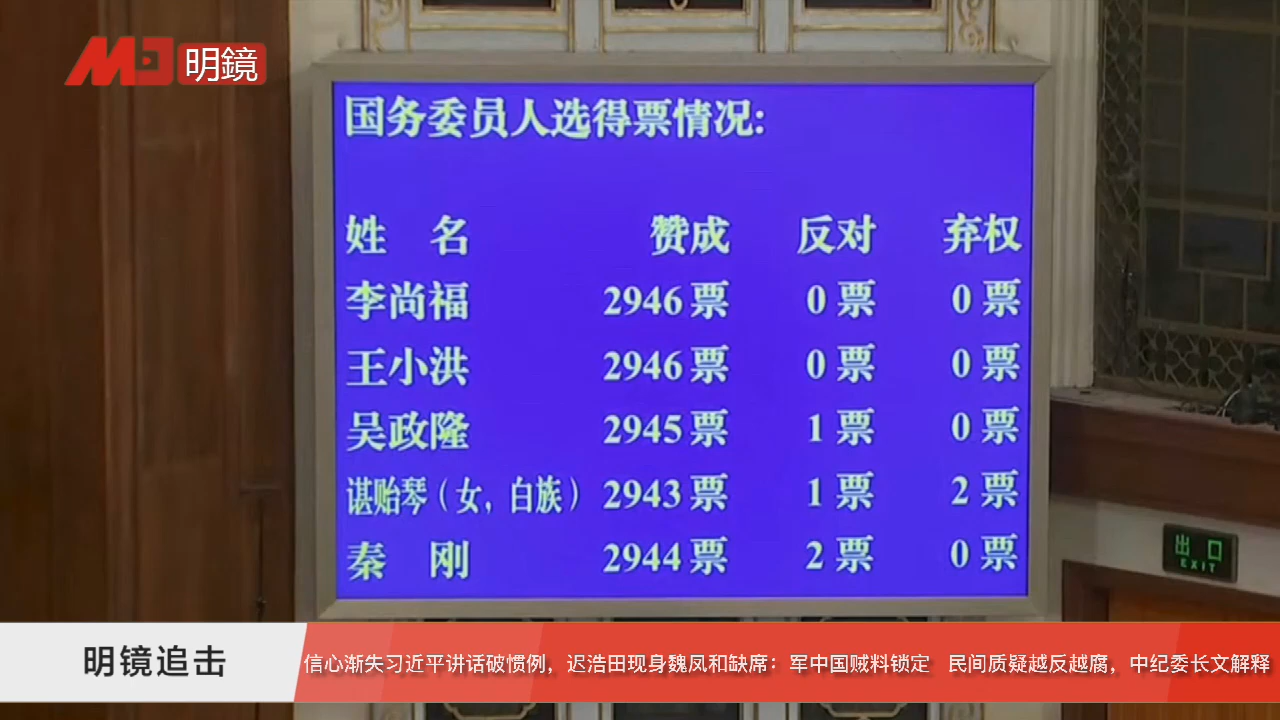 明鏡
国务委员人选得票情况:
姓 名 赞成 反对 弃权
李尚福 2946票 0票 0票
王小洪 2946票 0票 0票
吴政隆 2945票 1票 0票
谌贻琴（女，白族） 2943票 1票 2票
秦 刚 2944票 2票 0票
出口
EXIT
明镜追击
信心渐失习近平讲话破惯例，迟浩田现身魏凤和缺席：军中国贼料锁定 民间质疑越反越腐，中纪委长文解释